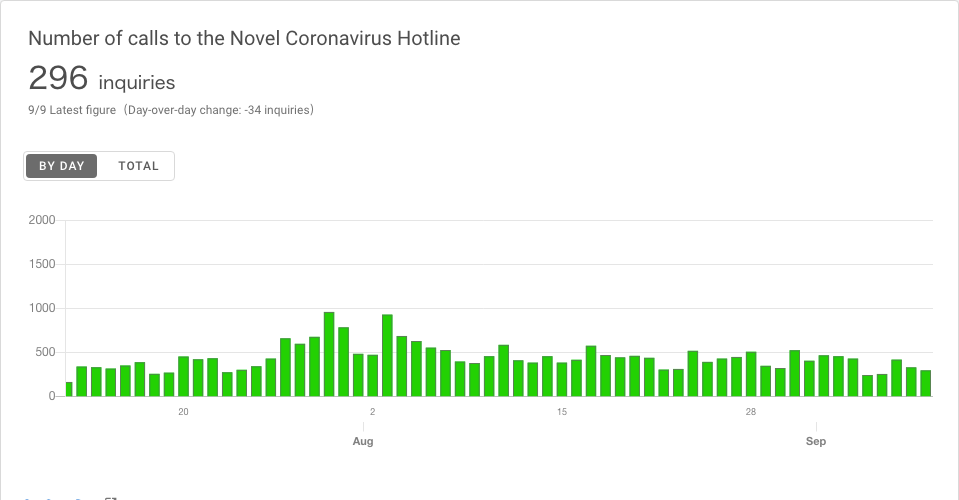 Number of calls to the Novel Coronavirus Hotline
296 inquiries
9/9 Latest figure（Day-over-day change: -34 inquiries）
BY DAY TOTAL
2000
1500
1000
500
0
20 2 15 28
Aug Sep